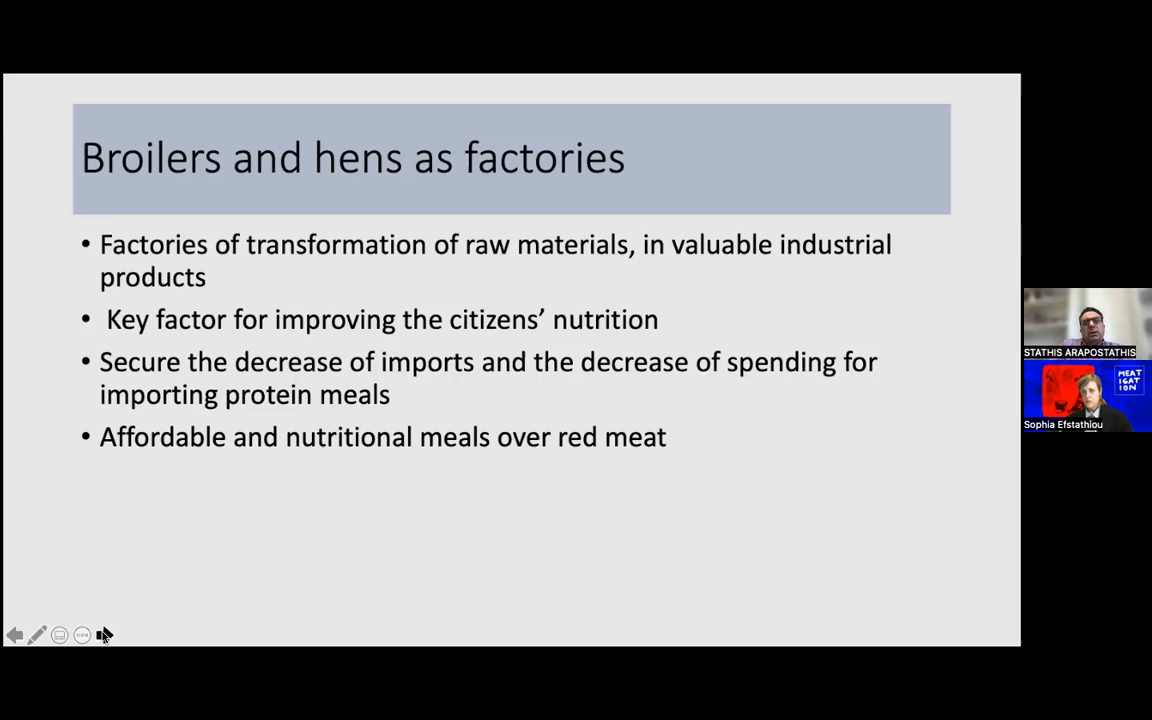 Broilers and hens as factories
• Factories of transformation of raw materials, in valuable industrial
products
• Key factor for improving the citizens’ nutrition
• Secure the decrease of imports and the decrease of spending for
importing protein meals
• Affordable and nutritional meals over red meat
STATHIS ARAPOSTATHIS
MEAT
IGAT
ION
Sophia Efstathiou